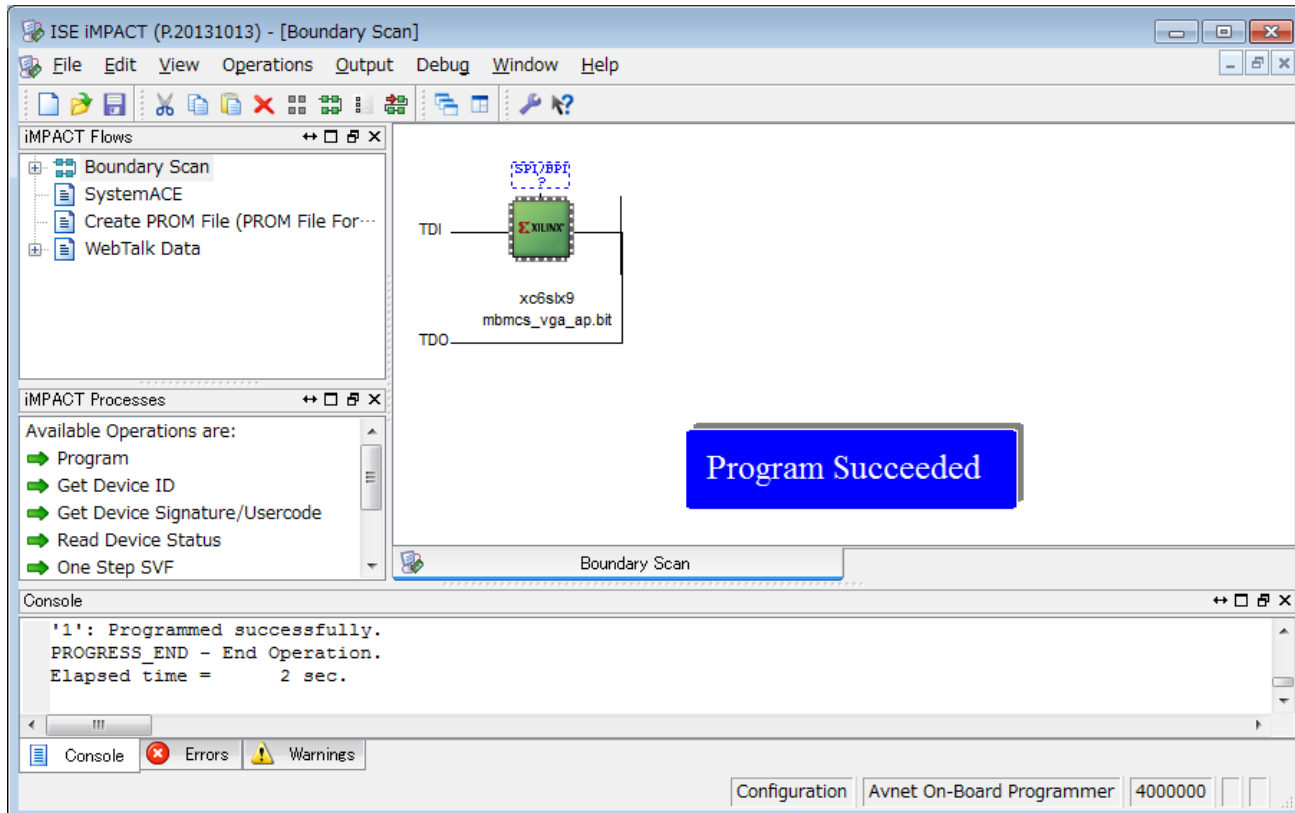 ISE iMPACT (P.20131013) - [Boundary Scan]
File Edit View Operations Output Debug Window Help
iMPACT Flows
Boundary Scan
SystemACE
Create PROM File (PROM File For...
WebTalk Data
SPI/BPI
?
TDI
XILINX
xc6slx9
mbmcs_vga_ap.bit
TDO
iMPACT Processes
Available Operations are:
Program
Get Device ID
Get Device Signature/Usercode
Read Device Status
One Step SVF
Program Succeeded
Boundary Scan
Console
'1': Programmed successfully.
PROGRESS_END - End Operation.
Elapsed time =      2 sec.
Console Errors Warnings
Configuration Avnet On-Board Programmer 4000000